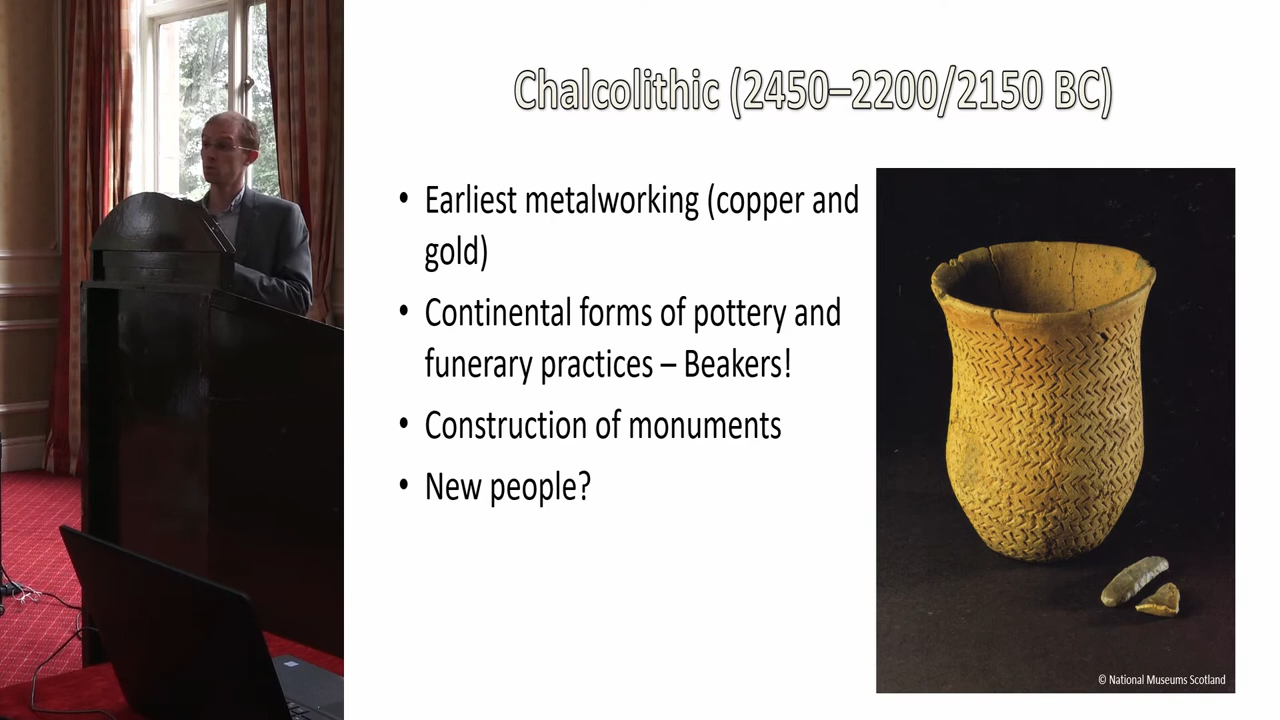 Chalcolithic (2450–2200/2150 BC)
• Earliest metalworking (copper and
gold)
• Continental forms of pottery and
funerary practices – Beakers!
• Construction of monuments
• New people?
© National Museums Scotland